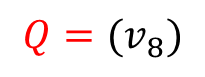 Q = (v₈)